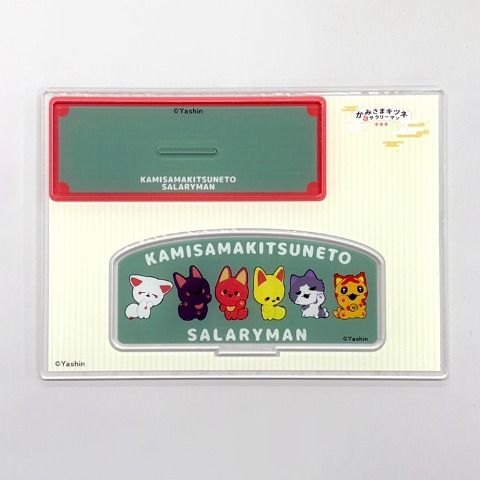 ©Yashin
KAMISAMAKITSUNETO
SALARYMAN
かみさまキツネ
とサラリーマン
KAMISAMAKITSUNETO
SALARYMAN
©Yashin
©Yashin